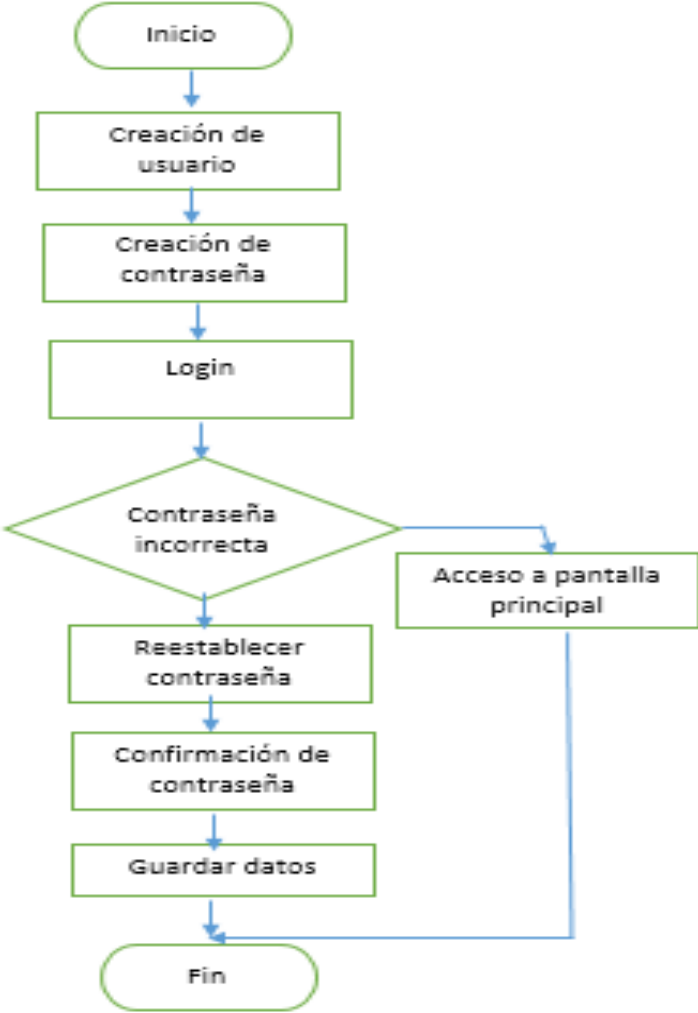 Inicio
Creación de
usuario
Creación de
contraseña
Login
Contraseña
incorrecta
Acceso a pantalla
principal
Reestablecer
contraseña
Confirmación de
contraseña
Guardar datos
Fin